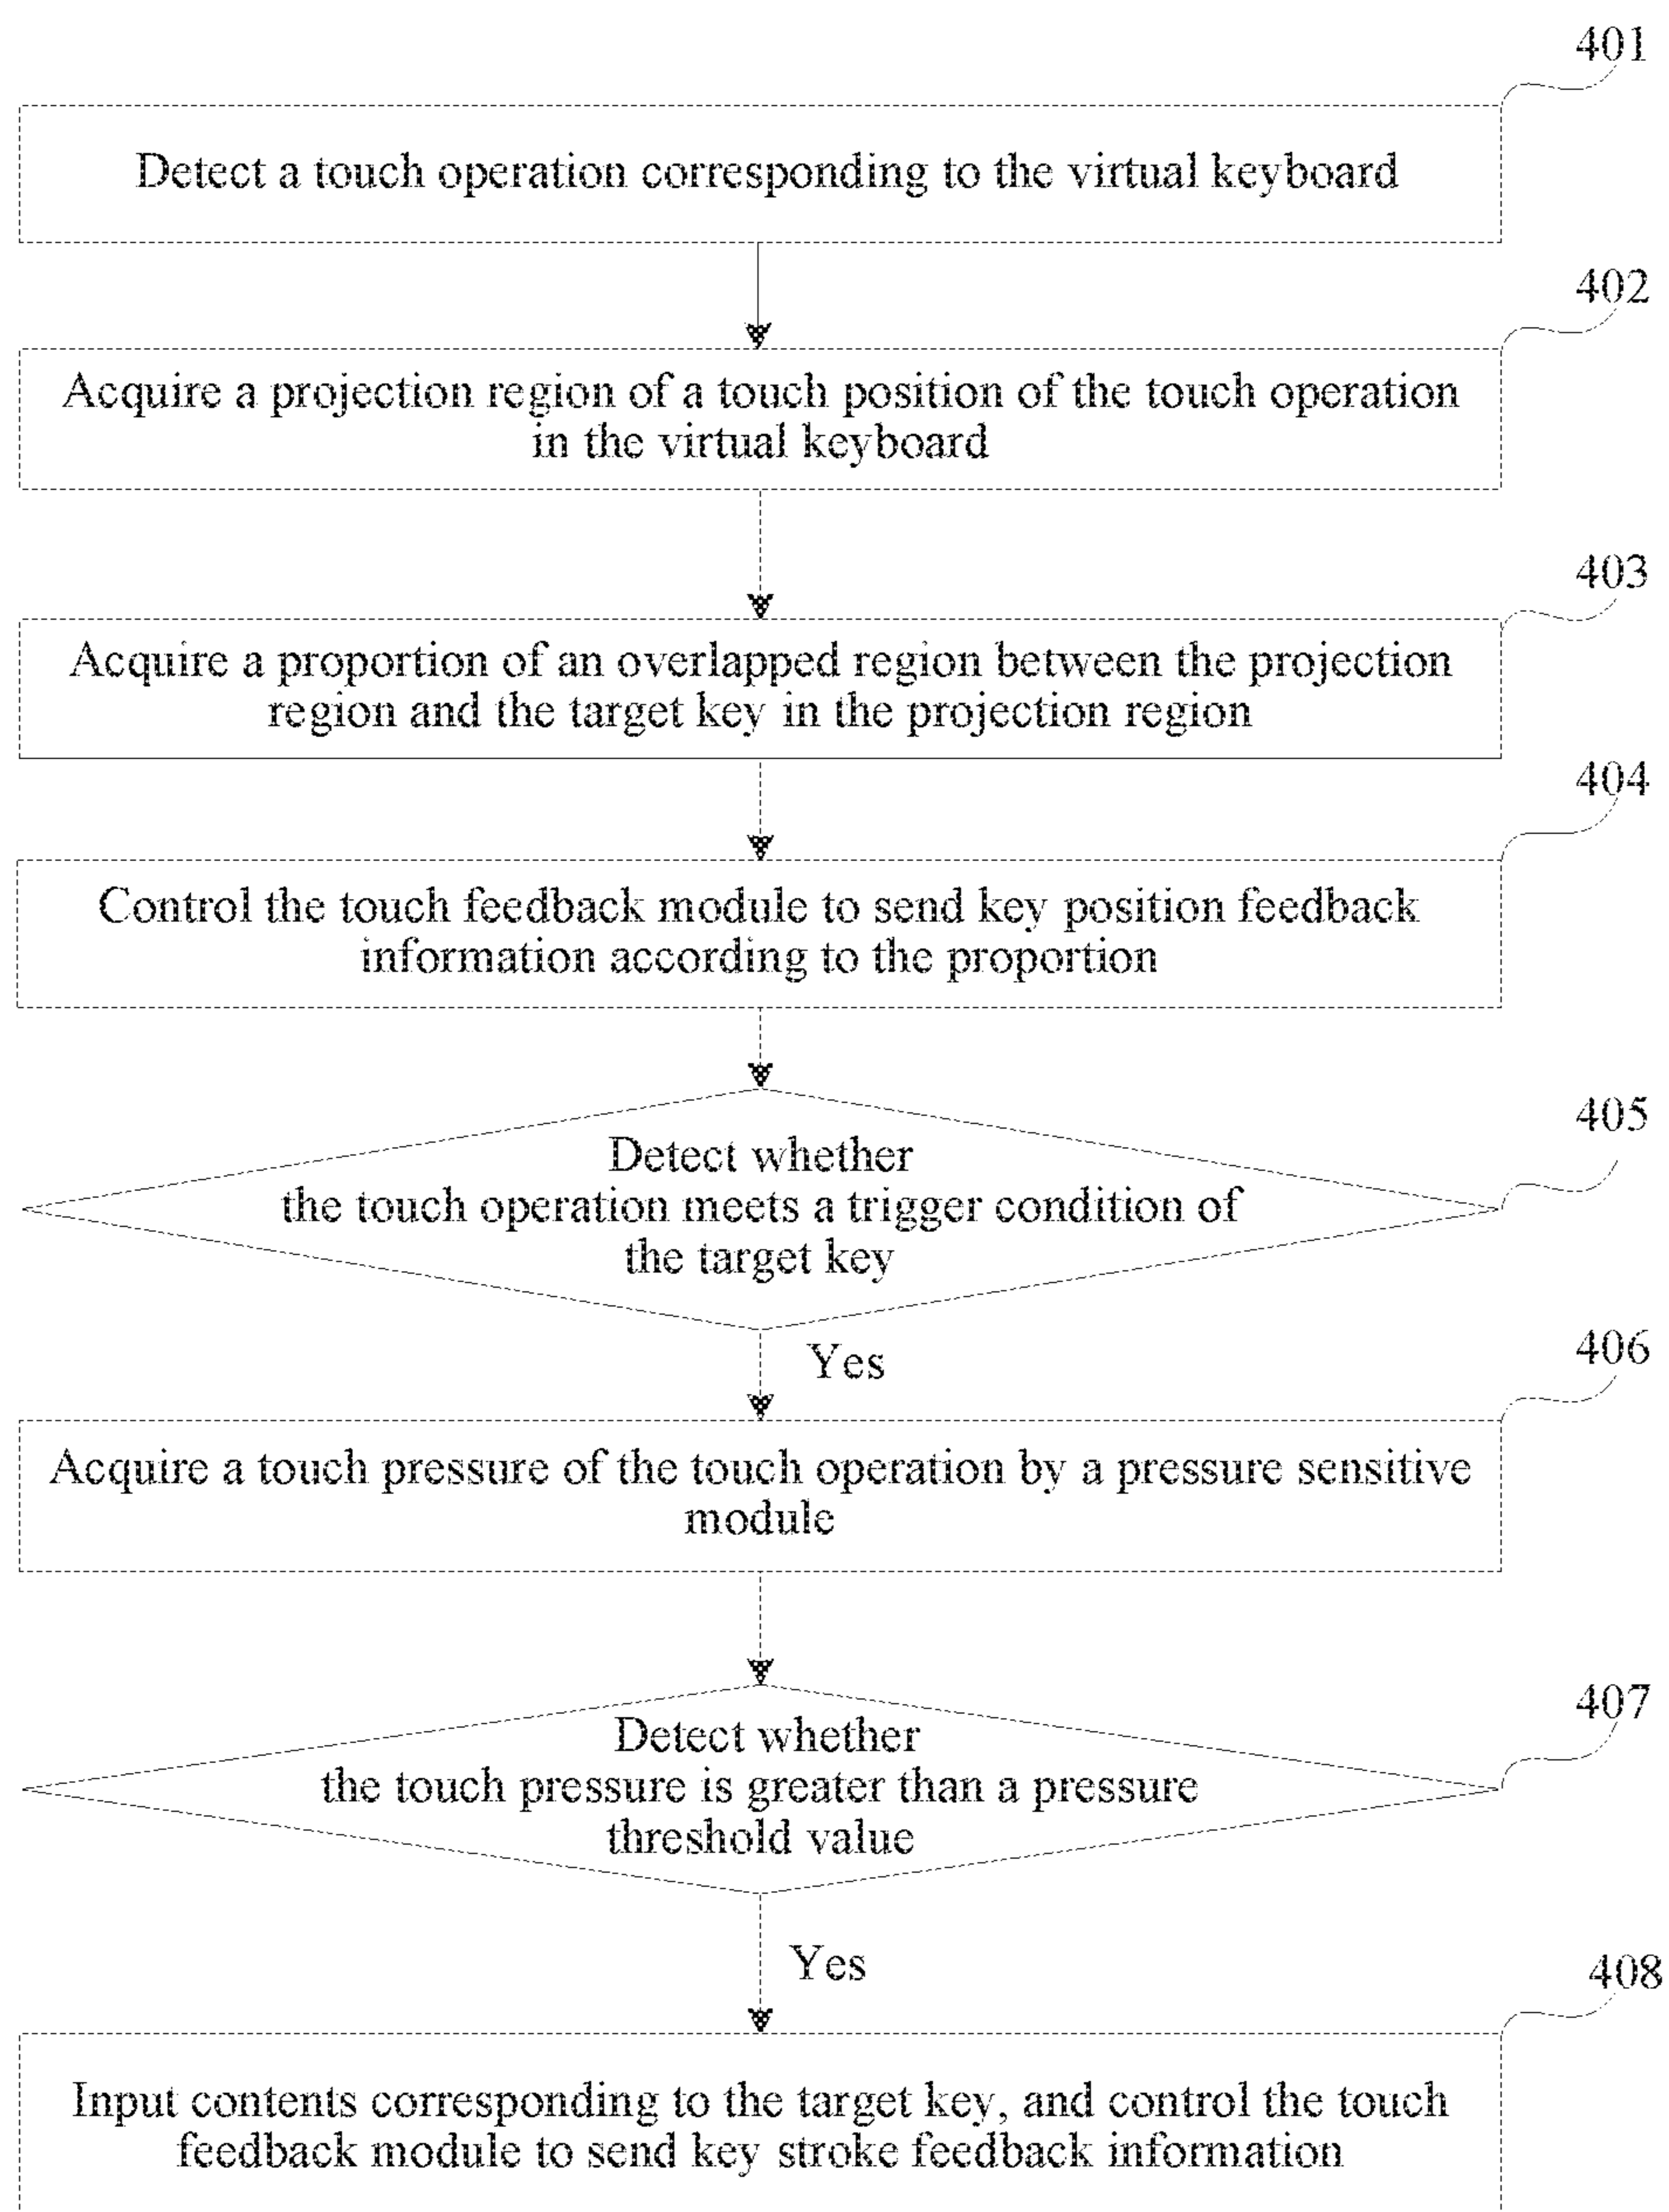 401
Detect a touch operation corresponding to the virtual keyboard
402
Acquire a projection region of a touch position of the touch operation
in the virtual keyboard
403
Acquire a proportion of an overlapped region between the projection
region and the target key in the projection region
404
Control the touch feedback module to send key position feedback
information according to the proportion
405
Detect whether
the touch operation meets a trigger condition of
the target key
Yes
406
Acquire a touch pressure of the touch operation by a pressure sensitive
module
407
Detect whether
the touch pressure is greater than a pressure
threshold value
Yes
408
Input contents corresponding to the target key, and control the touch
feedback module to send key stroke feedback information